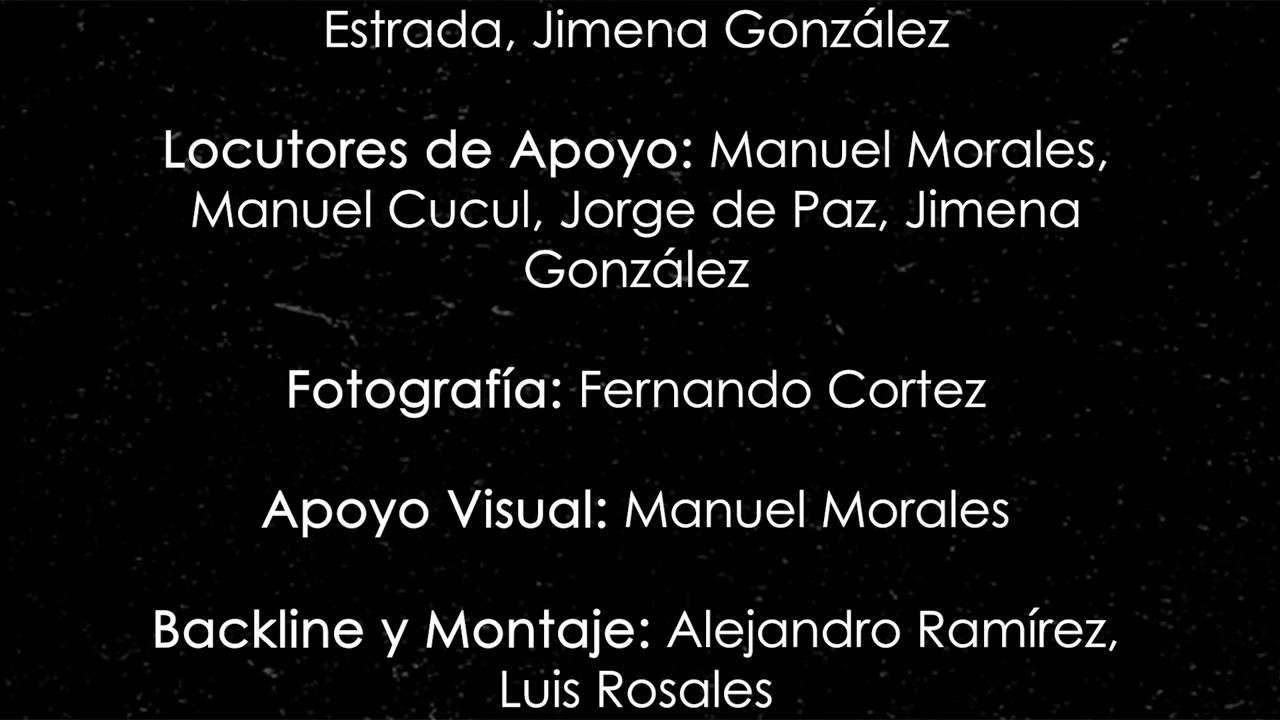 Estrada, Jimena González
Locutores de Apoyo: Manuel Morales,
Manuel Cucul, Jorge de Paz, Jimena
González
Fotografía: Fernando Cortez
Apoyo Visual: Manuel Morales
Backline y Montaje: Alejandro Ramírez,
Luis Rosales